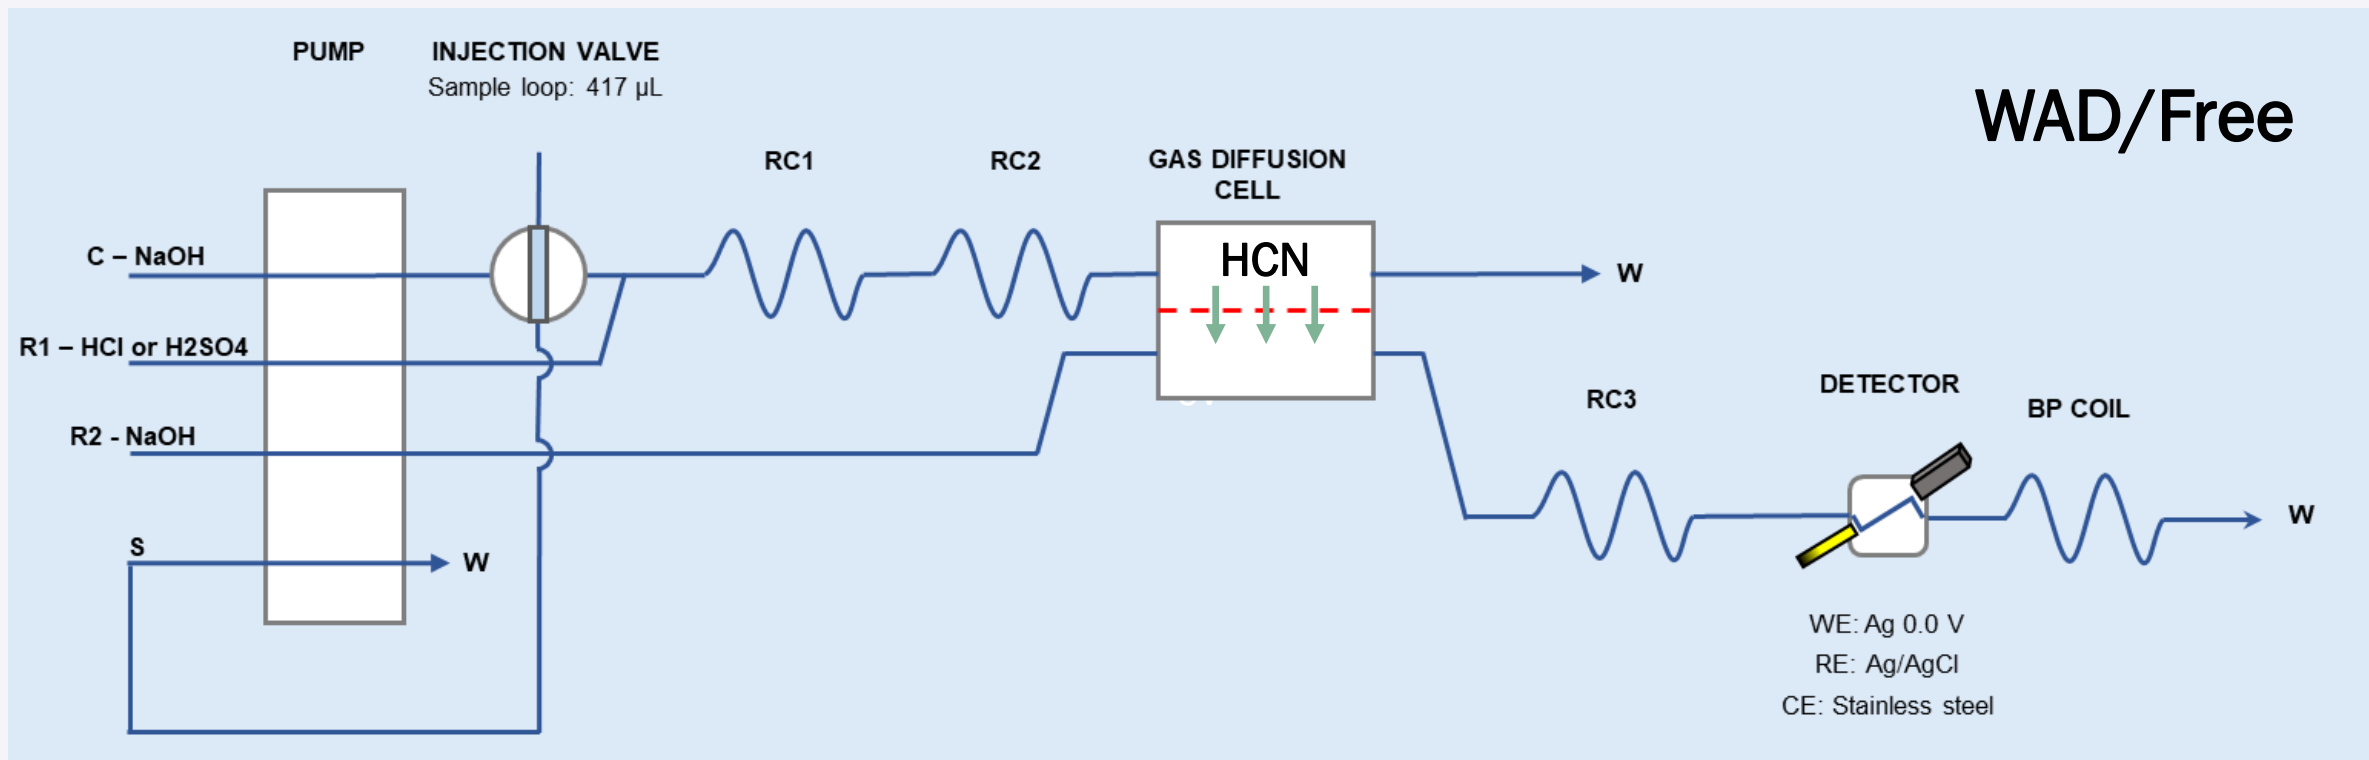 PUMP
INJECTION VALVE
Sample loop: 417 µL
WAD/Free
RC1
RC2
GAS DIFFUSION
CELL
C – NaOH
HCN
W
R1 – HCl or H2SO4
R2 - NaOH
RC3
DETECTOR
BP COIL
S
W
W
WE: Ag 0.0 V
RE: Ag/AgCl
CE: Stainless steel